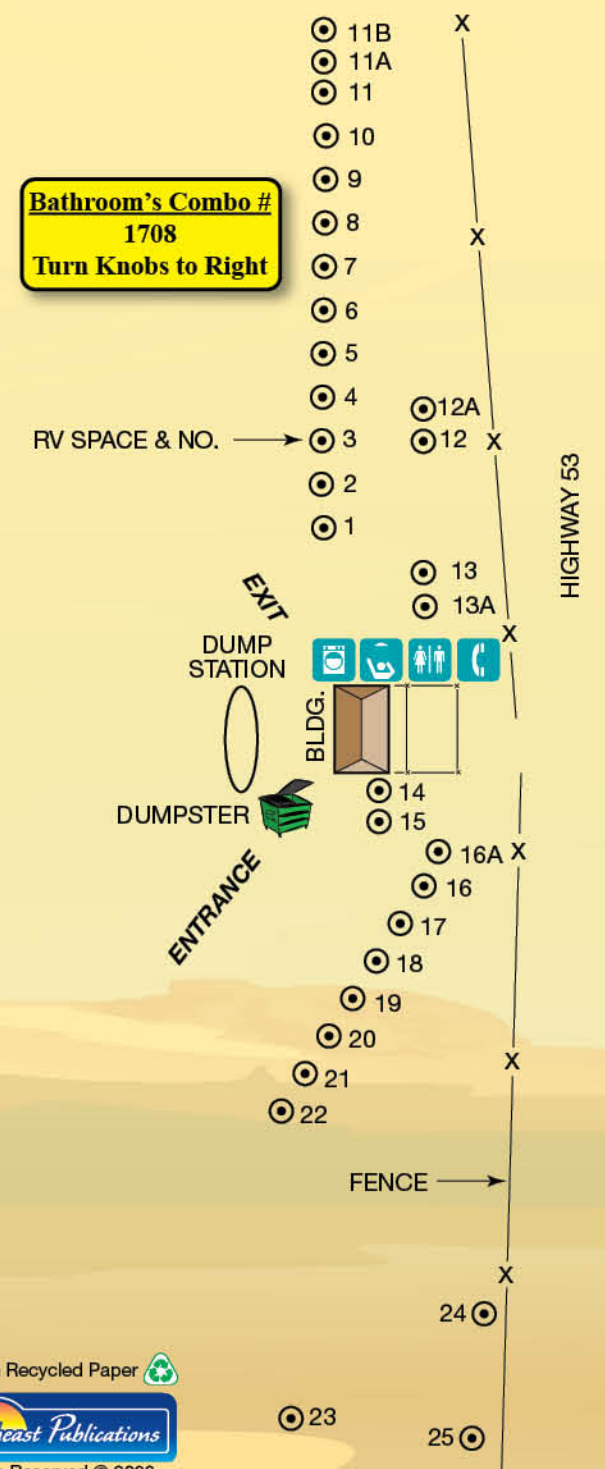 11B
11A
11
10
9
8
7
6
5
4
3
2
1
Bathroom's Combo #
1708
Turn Knobs to Right
12A
12
RV SPACE & NO.
HIGHWAY 53
13
13A
EXIT
DUMP
STATION
BLDG.
DUMPSTER
14
15
16A
16
ENTRANCE
17
18
19
20
21
22
FENCE
24
Recycled Paper
23
25
Publications
X
X
X
X
X
X
X